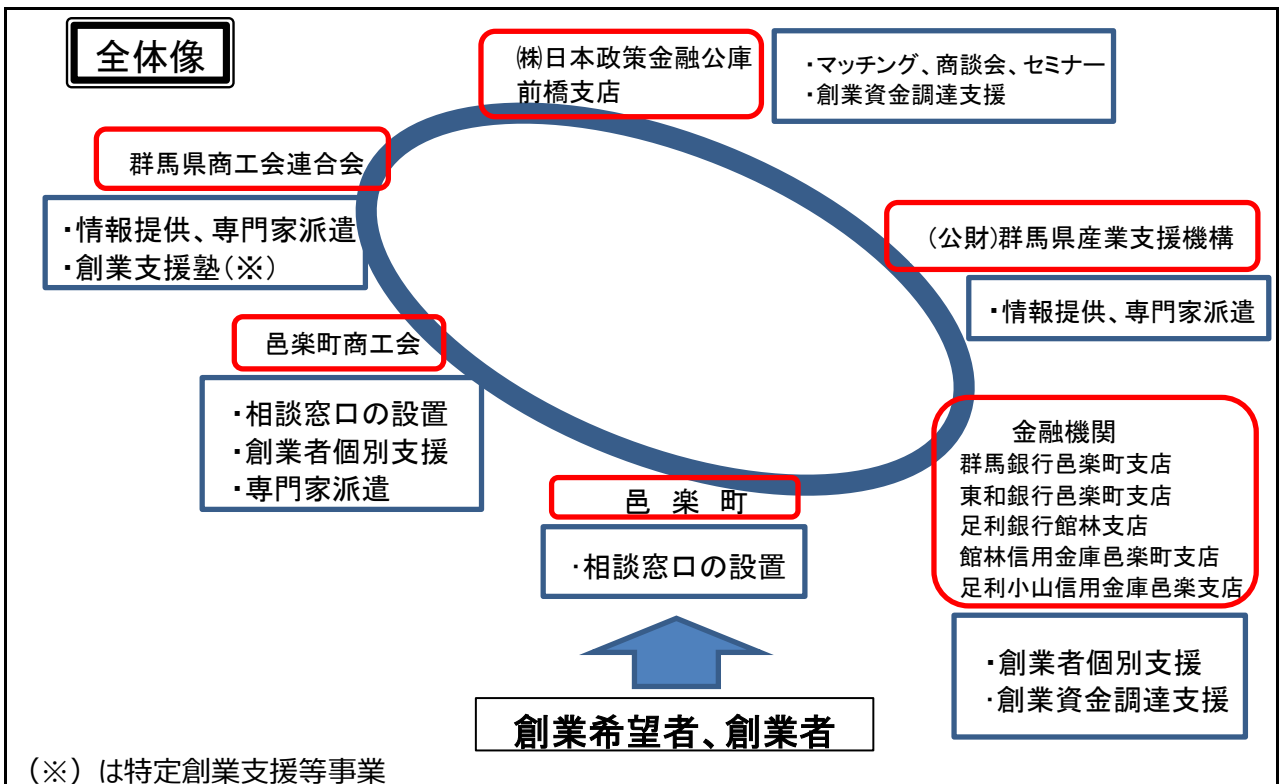 全体像
㈱日本政策金融公庫
前橋支店
・マッチング、商談会、セミナー
・創業資金調達支援
群馬県商工会連合会
・情報提供、専門家派遣
・創業支援塾(※)
(公財)群馬県産業支援機構
・情報提供、専門家派遣
邑楽町商工会
・相談窓口の設置
・創業者個別支援
・専門家派遣
金融機関
群馬銀行邑楽町支店
東和銀行邑楽町支店
足利銀行館林支店
館林信用金庫邑楽町支店
足利小山信用金庫邑楽支店
・創業者個別支援
・創業資金調達支援
邑 楽 町
・相談窓口の設置
創業希望者、創業者
（※）は特定創業支援等事業